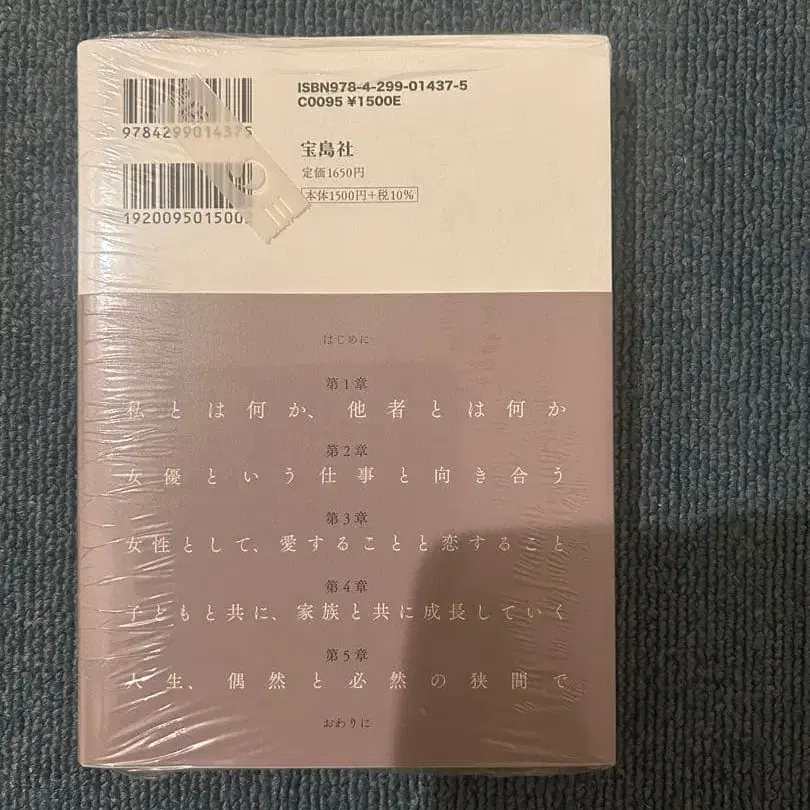 ISBN978-4-299-01437-5
C0095 ¥1500E
9784299014375
宝島社
定価1650円
本体1500円+税10%
192009501500
はじめに
第1章
私とは何か、他者とは何か
第2章
女優という仕事と向き合う
第3章
女性として、愛することと恋すること
第4章
子どもと共に、家族と共に成長していく
第5章
人生、偶然と必然の狭間で
おわりに